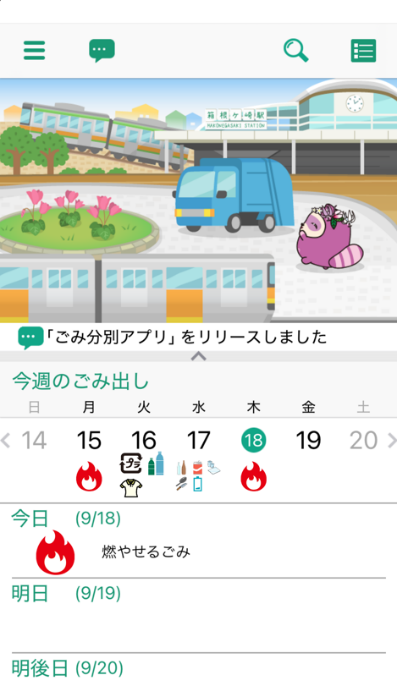 箱根ケ崎駅
HAKONEGASAKI STATION
「ごみ分別アプリ」をリリースしました
今週のごみ出し
日 月 火 水 木 金 土
14 15 16 17 18 19 20
プラ
今日 (9/18)
燃やせるごみ
明日 (9/19)
明後日 (9/20)